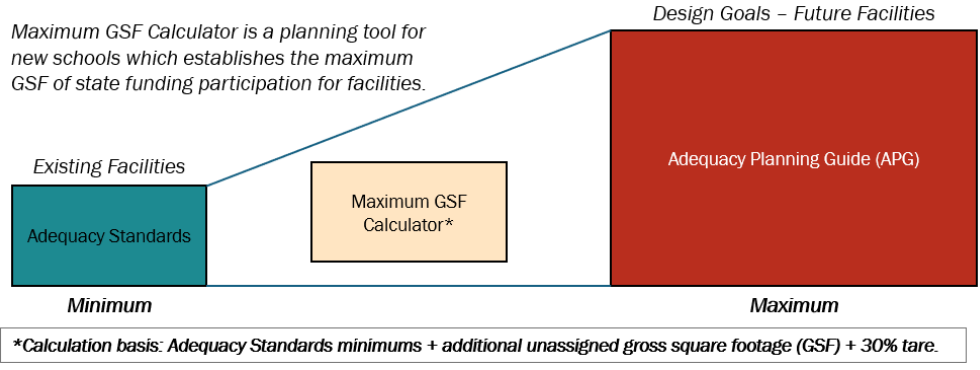 Maximum GSF Calculator is a planning tool for
new schools which establishes the maximum
GSF of state funding participation for facilities.
Design Goals – Future Facilities
Existing Facilities
Adequacy Standards
Maximum GSF
Calculator*
Adequacy Planning Guide (APG)
Minimum
Maximum
*Calculation basis: Adequacy Standards minimums + additional unassigned gross square footage (GSF) + 30% tare.